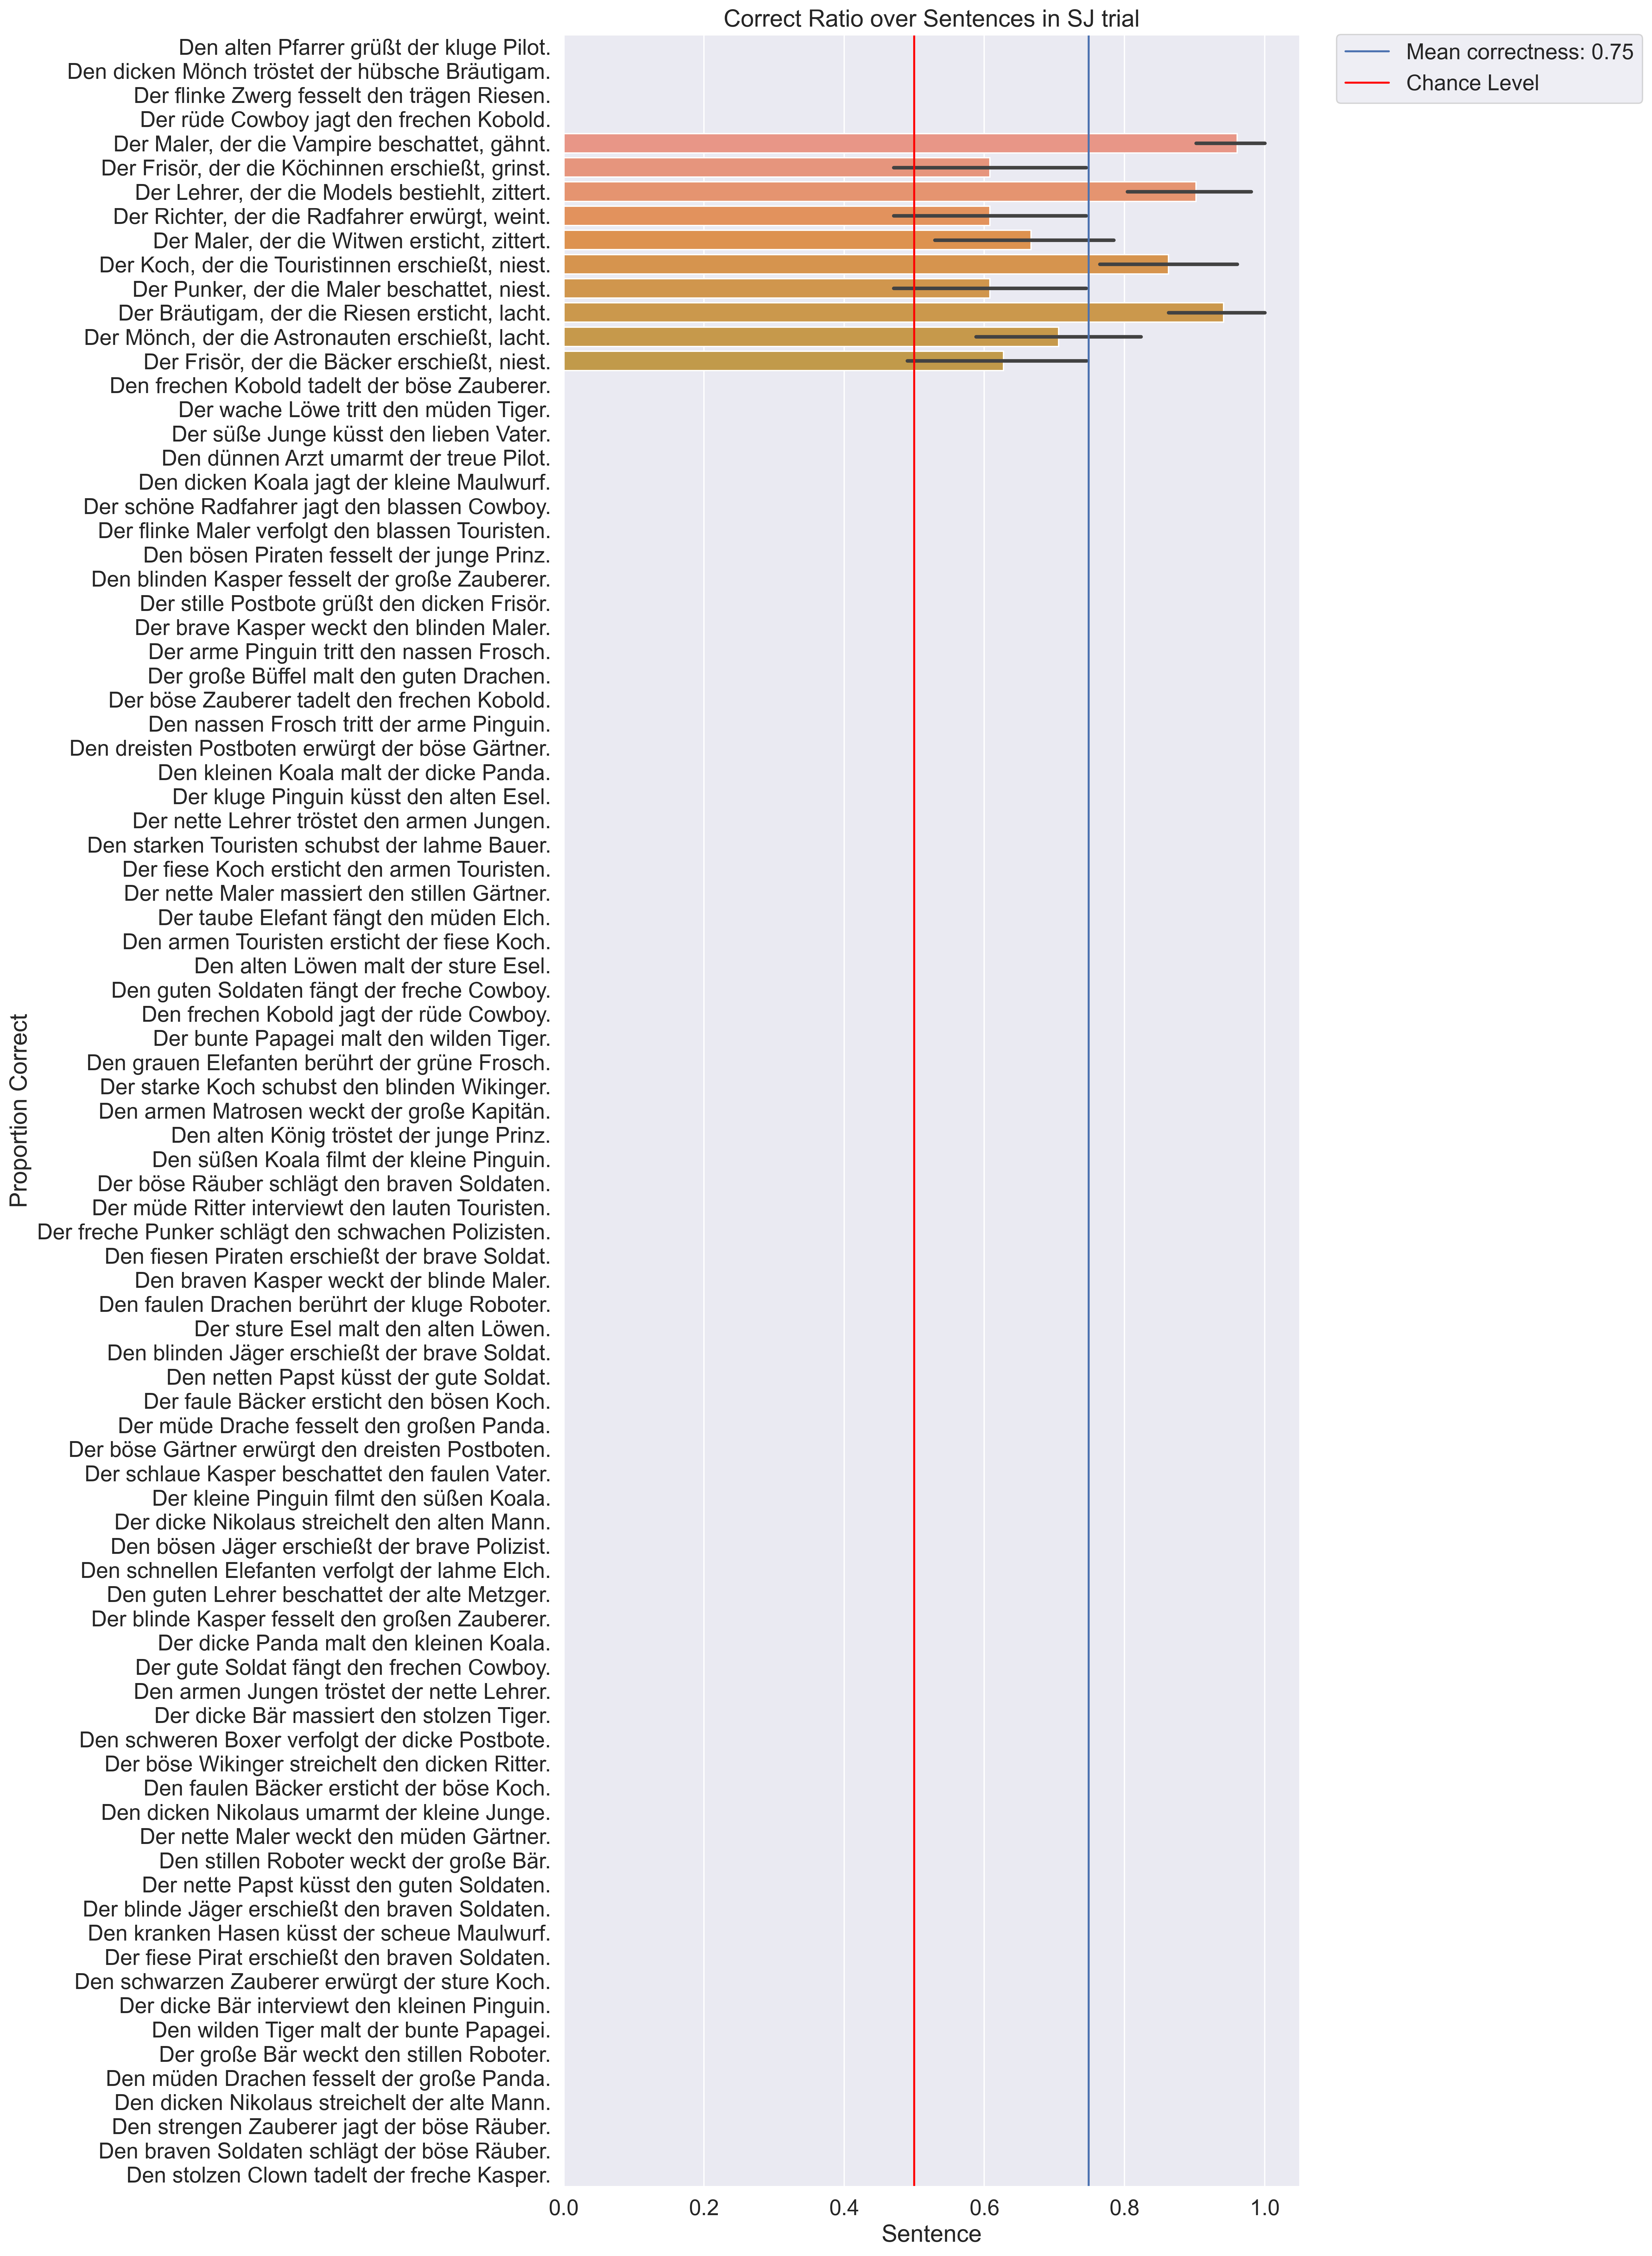 Correct Ratio over Sentences in SJ trial
Mean correctness: 0.75
Chance Level
Den alten Pfarrer grüßt der kluge Pilot.
Den dicken Mönch tröstet der hübsche Bräutigam.
Der flinke Zwerg fesselt den trägen Riesen.
Der rüde Cowboy jagt den frechen Kobold.
Der Maler, der die Vampire beschattet, gähnt.
Der Frisör, der die Köchinnen erschießt, grinst.
Der Lehrer, der die Models bestiehlt, zittert.
Der Richter, der die Radfahrer erwürgt, weint.
Der Maler, der die Witwen ersticht, zittert.
Der Koch, der die Touristinnen erschießt, niest.
Der Punker, der die Maler beschattet, niest.
Der Bräutigam, der die Riesen ersticht, lacht.
Der Mönch, der die Astronauten erschießt, lacht.
Der Frisör, der die Bäcker erschießt, niest.
Den frechen Kobold tadelt der böse Zauberer.
Der wache Löwe tritt den müden Tiger.
Der süße Junge küsst den lieben Vater.
Den dünnen Arzt umarmt der treue Pilot.
Den dicken Koala jagt der kleine Maulwurf.
Der schöne Radfahrer jagt den blassen Cowboy.
Der flinke Maler verfolgt den blassen Touristen.
Den bösen Piraten fesselt der junge Prinz.
Den blinden Kasper fesselt der große Zauberer.
Der stille Postbote grüßt den dicken Frisör.
Der brave Kasper weckt den blinden Maler.
Der arme Pinguin tritt den nassen Frosch.
Der große Büffel malt den guten Drachen.
Der böse Zauberer tadelt den frechen Kobold.
Den nassen Frosch tritt der arme Pinguin.
Den dreisten Postboten erwürgt der böse Gärtner.
Den kleinen Koala malt der dicke Panda.
Der kluge Pinguin küsst den alten Esel.
Der nette Lehrer tröstet den armen Jungen.
Den starken Touristen schubst der lahme Bauer.
Der fiese Koch ersticht den armen Touristen.
Der nette Maler massiert den stillen Gärtner.
Der taube Elefant fängt den müden Elch.
Den armen Touristen ersticht der fiese Koch.
Den alten Löwen malt der sture Esel.
Den guten Soldaten fängt der freche Cowboy.
Den frechen Kobold jagt der rüde Cowboy.
Der bunte Papagei malt den wilden Tiger.
Den grauen Elefanten berührt der grüne Frosch.
Der starke Koch schubst den blinden Wikinger.
Den armen Matrosen weckt der große Kapitän.
Den alten König tröstet der junge Prinz.
Den süßen Koala filmt der kleine Pinguin.
Der böse Räuber schlägt den braven Soldaten.
Der müde Ritter interviewt den lauten Touristen.
Der freche Punker schlägt den schwachen Polizisten.
Den fiesen Piraten erschießt der brave Soldat.
Den braven Kasper weckt der blinde Maler.
Den faulen Drachen berührt der kluge Roboter.
Der sture Esel malt den alten Löwen.
Den blinden Jäger erschießt der brave Soldat.
Den netten Papst küsst der gute Soldat.
Der faule Bäcker ersticht den bösen Koch.
Der müde Drache fesselt den großen Panda.
Der böse Gärtner erwürgt den dreisten Postboten.
Der schlaue Kasper beschattet den faulen Vater.
Der kleine Pinguin filmt den süßen Koala.
Der dicke Nikolaus streichelt den alten Mann.
Den bösen Jäger erschießt der brave Polizist.
Den schnellen Elefanten verfolgt der lahme Elch.
Den guten Lehrer beschattet der alte Metzger.
Der blinde Kasper fesselt den großen Zauberer.
Der dicke Panda malt den kleinen Koala.
Der gute Soldat fängt den frechen Cowboy.
Den armen Jungen tröstet der nette Lehrer.
Der dicke Bär massiert den stolzen Tiger.
Den schweren Boxer verfolgt der dicke Postbote.
Der böse Wikinger streichelt den dicken Ritter.
Den faulen Bäcker ersticht der böse Koch.
Den dicken Nikolaus umarmt der kleine Junge.
Der nette Maler weckt den müden Gärtner.
Den stillen Roboter weckt der große Bär.
Der nette Papst küsst den guten Soldaten.
Der blinde Jäger erschießt den braven Soldaten.
Den kranken Hasen küsst der scheue Maulwurf.
Der fiese Pirat erschießt den braven Soldaten.
Den schwarzen Zauberer erwürgt der sture Koch.
Der dicke Bär interviewt den kleinen Pinguin.
Den wilden Tiger malt der bunte Papagei.
Der große Bär weckt den stillen Roboter.
Den müden Drachen fesselt der große Panda.
Den dicken Nikolaus streichelt der alte Mann.
Den strengen Zauberer jagt der böse Räuber.
Den braven Soldaten schlägt der böse Räuber.
Den stolzen Clown tadelt der freche Kasper.
Proportion Correct
0.0 0.2 0.4 0.6 0.8 1.0
Sentence